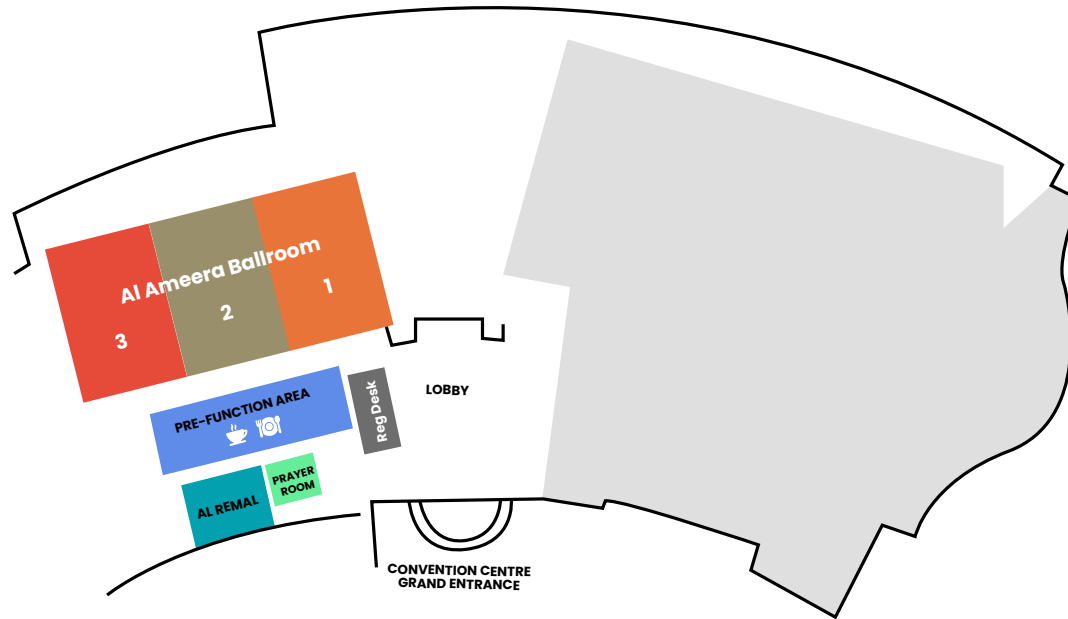 Al Ameera Ballroom
1
2
3
LOBBY
PRE-FUNCTION AREA
Reg Desk
PRAYER
ROOM
AL REMAL
CONVENTION CENTRE
GRAND ENTRANCE